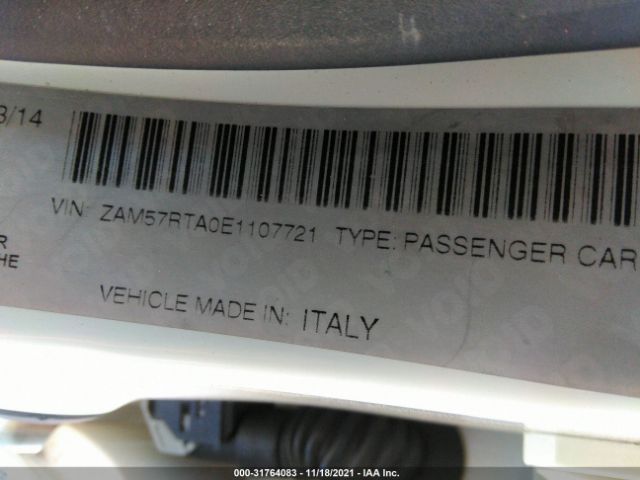 3/14
VIN: ZAM57RTA0E1107721 TYPE: PASSENGER CAR
R
HE
VEHICLE MADE IN: ITALY
VOID
000-31764083 — 11/18/2021 — IAA Inc.